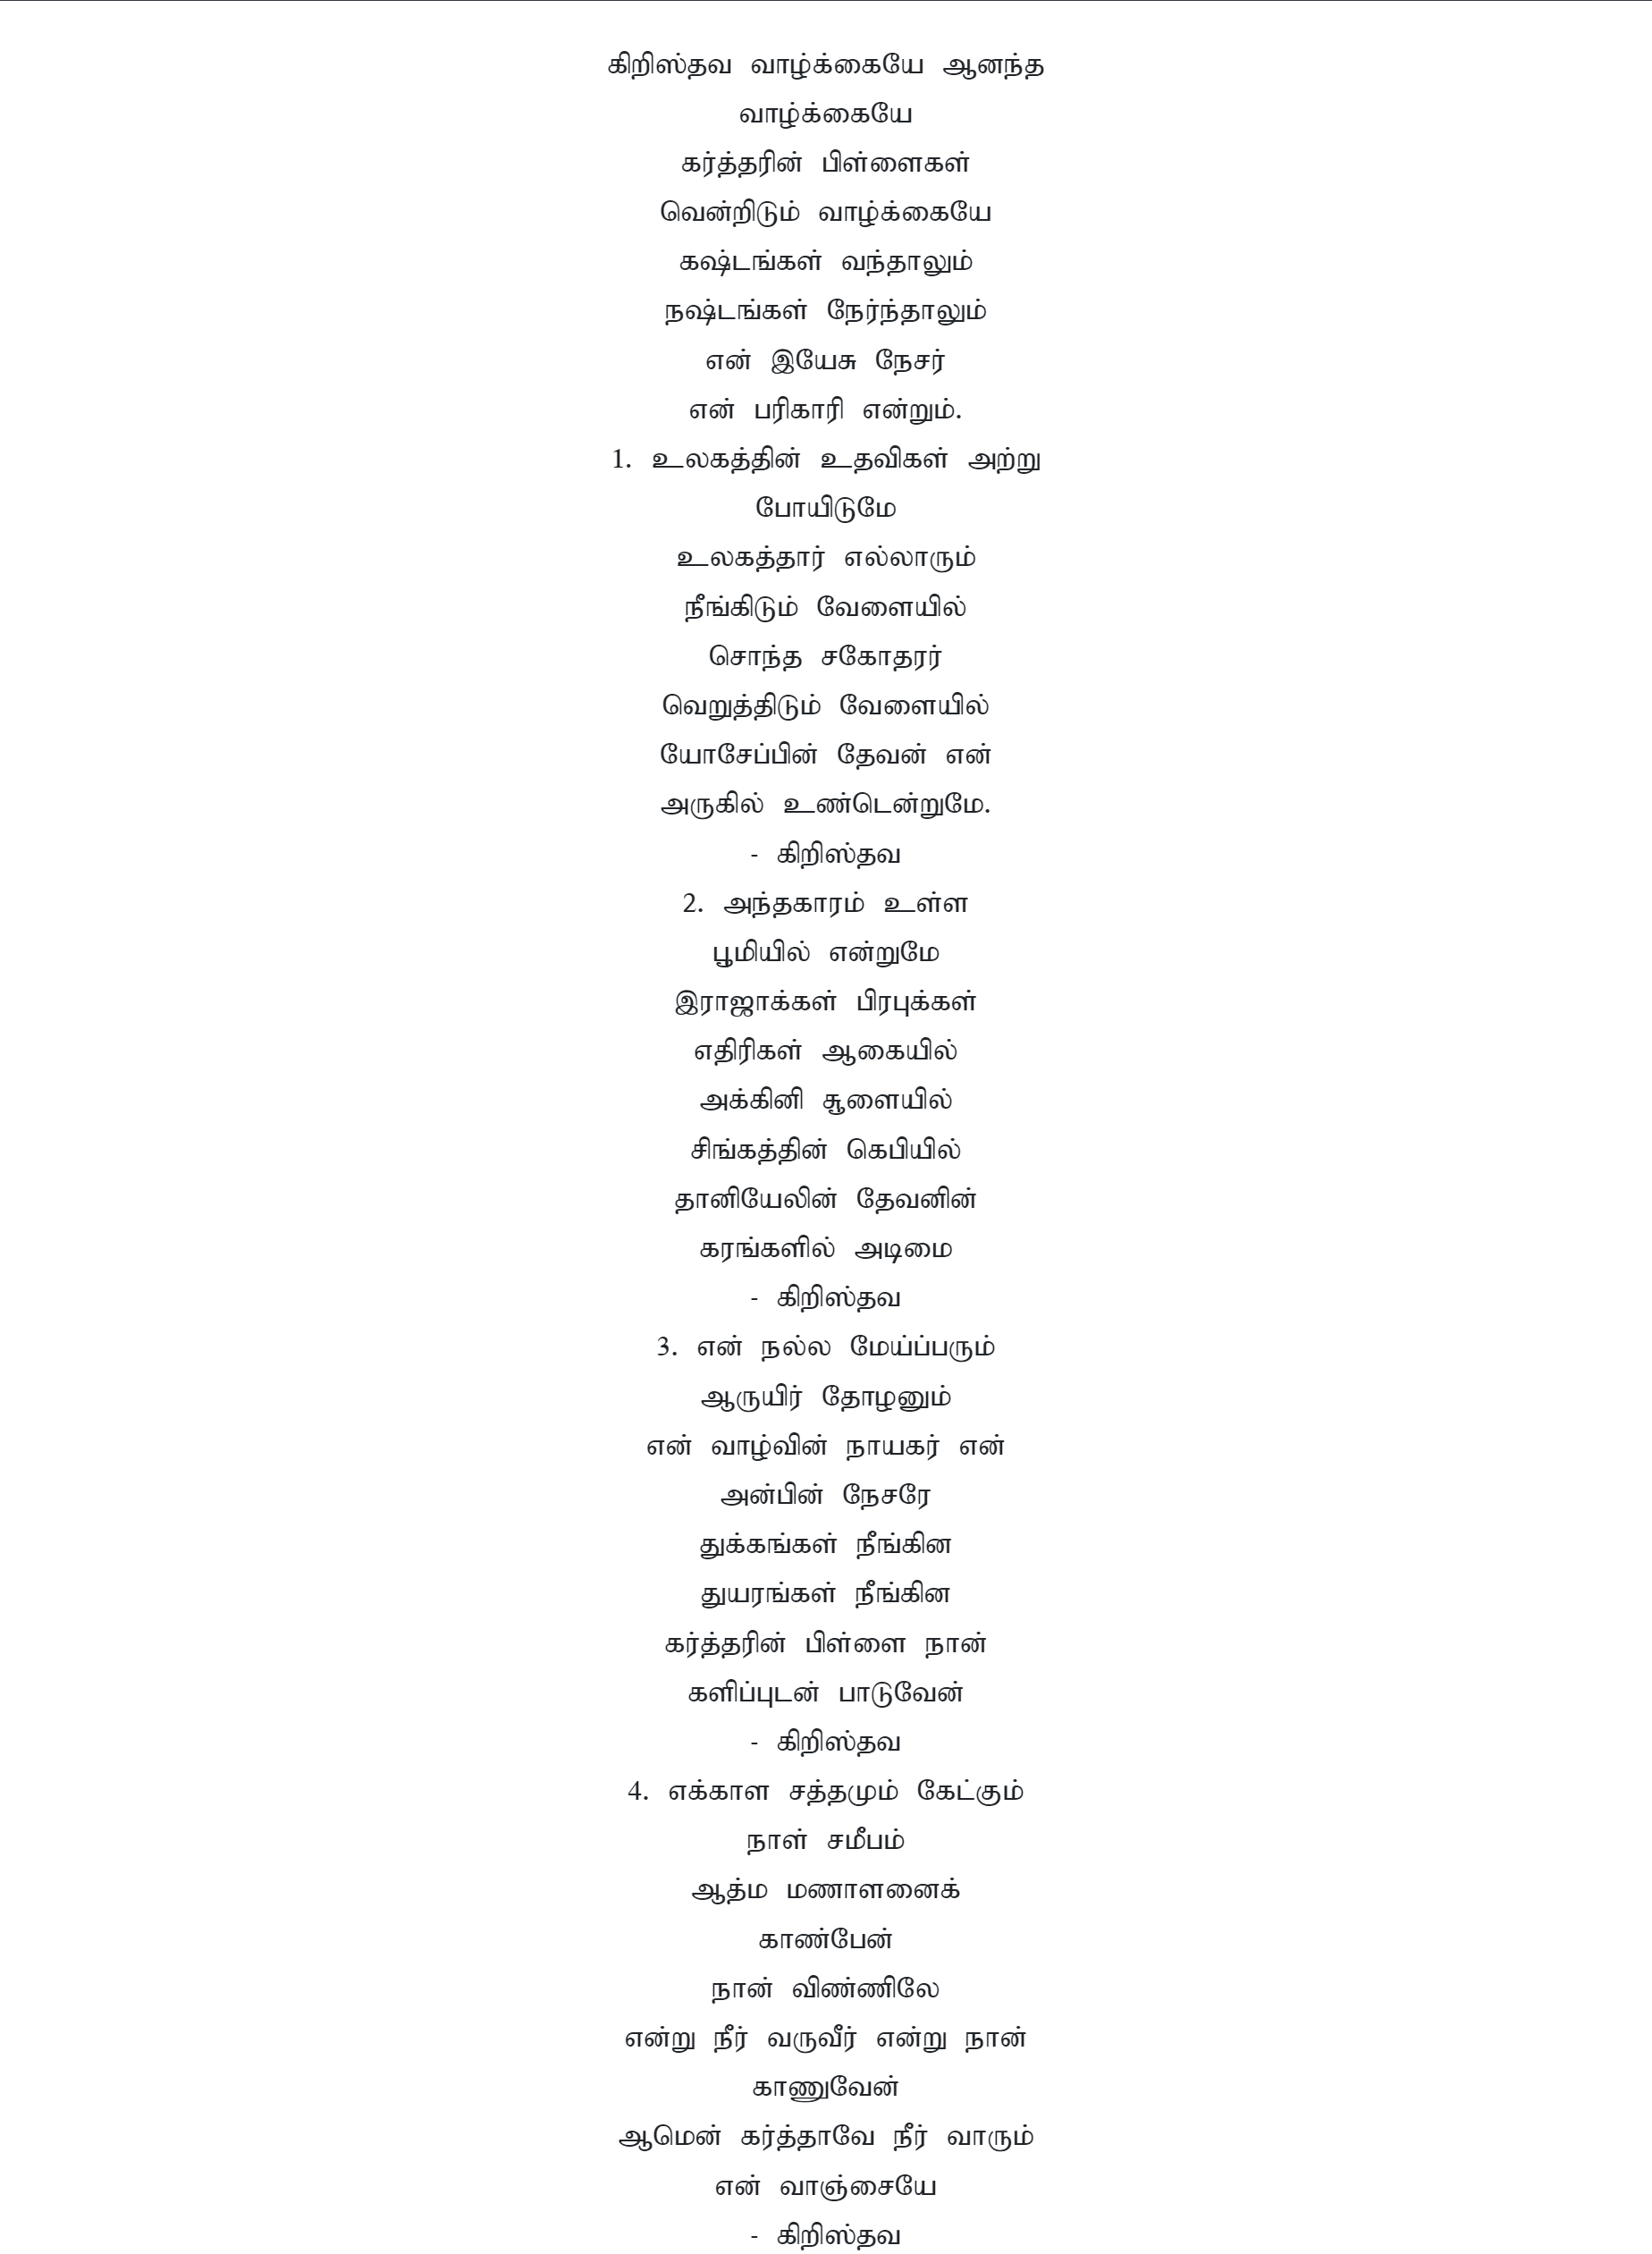 கிறிஸ்தவ வாழ்க்கையே ஆனந்த
வாழ்க்கையே
கர்த்தரின் பிள்ளைகள்
வென்றிடும் வாழ்க்கையே
கஷ்டங்கள் வந்தாலும்
நஷ்டங்கள் நேர்ந்தாலும்
என் இயேசு நேசர்
என் பரிகாரி என்றும்.
1. உலகத்தின் உதவிகள் அற்று
போயிடுமே
உலகத்தார் எல்லாரும்
நீங்கிடும் வேளையில்
சொந்த சகோதரர்
வெறுத்திடும் வேளையில்
யோசேப்பின் தேவன் என்
அருகில் உண்டென்றுமே.
- கிறிஸ்தவ
2. அந்தகாரம் உள்ள
பூமியில் என்றுமே
இராஜாக்கள் பிரபுக்கள்
எதிரிகள் ஆகையில்
அக்கினி சூளையில்
சிங்கத்தின் கெபியில்
தானியேலின் தேவனின்
கரங்களில் அடிமை
- கிறிஸ்தவ
3. என் நல்ல மேய்ப்பரும்
ஆருயிர் தோழனும்
என் வாழ்வின் நாயகர் என்
அன்பின் நேசரே
துக்கங்கள் நீங்கின
துயரங்கள் நீங்கின
கர்த்தரின் பிள்ளை நான்
களிப்புடன் பாடுவேன்
- கிறிஸ்தவ
4. எக்காள சத்தமும் கேட்கும்
நாள் சமீபம்
ஆத்ம மணாளனைக்
காண்பேன்
நான் விண்ணிலே
என்று நீர் வருவீர் என்று நான்
காணுவேன்
ஆமென் கர்த்தாவே நீர் வாரும்
என் வாஞ்சையே
- கிறிஸ்தவ